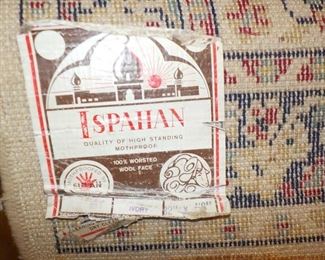 ISPAHAN
QUALITY OF HIGH STANDING
MOTHPROOF
100% WORSTED
WOOL FACE
IVORY